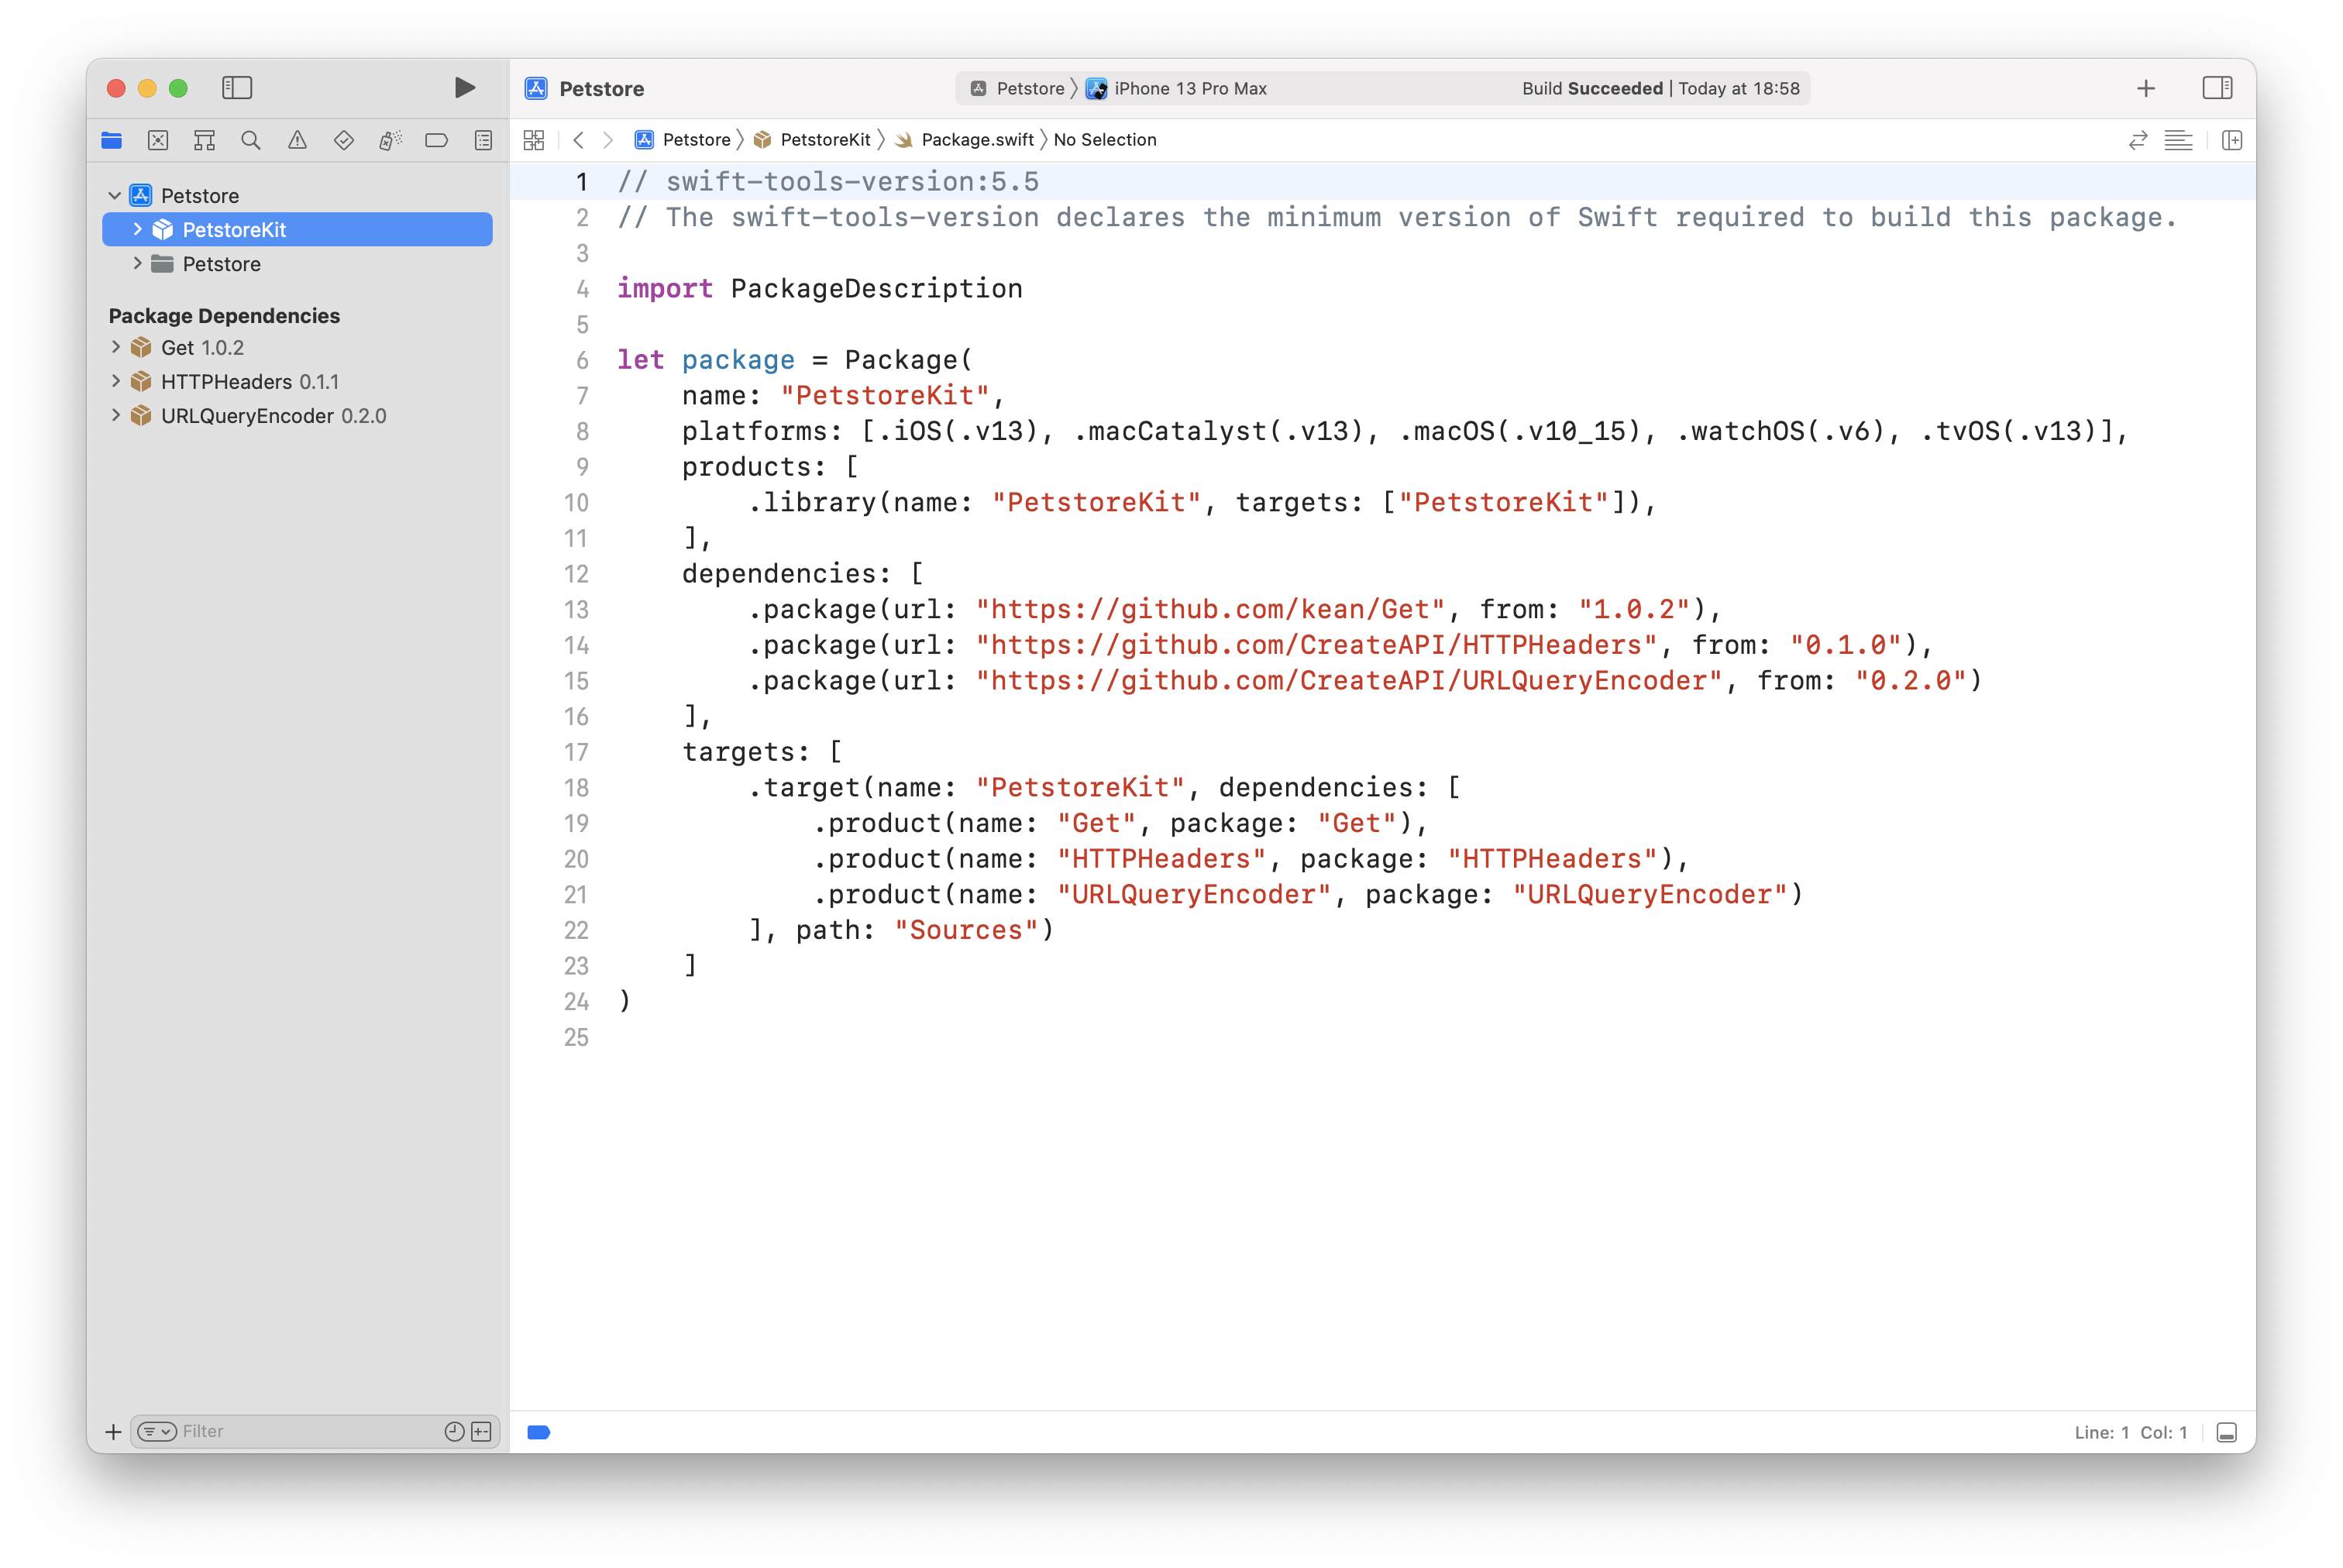 Petstore
Petstore iPhone 13 Pro Max
Build Succeeded | Today at 18:58
Petstore PetstoreKit Package.swift No Selection
Petstore
PetstoreKit
Petstore
Package Dependencies
Get 1.0.2
HTTPHeaders 0.1.1
URLQueryEncoder 0.2.0
1 // swift-tools-version:5.5
2 // The swift-tools-version declares the minimum version of Swift required to build this package.
3
4 import PackageDescription
5
6 let package = Package(
7     name: "PetstoreKit",
8     platforms: [.iOS(.v13), .macCatalyst(.v13), .macOS(.v10_15), .watchOS(.v6), .tvOS(.v13)],
9     products: [
10         .library(name: "PetstoreKit", targets: ["PetstoreKit"]),
11     ],
12     dependencies: [
13         .package(url: "https://github.com/kean/Get", from: "1.0.2"),
14         .package(url: "https://github.com/CreateAPI/HTTPHeaders", from: "0.1.0"),
15         .package(url: "https://github.com/CreateAPI/URLQueryEncoder", from: "0.2.0")
16     ],
17     targets: [
18         .target(name: "PetstoreKit", dependencies: [
19             .product(name: "Get", package: "Get"),
20             .product(name: "HTTPHeaders", package: "HTTPHeaders"),
21             .product(name: "URLQueryEncoder", package: "URLQueryEncoder")
22         ], path: "Sources")
23     ]
24 )
25
Filter
Line: 1 Col: 1